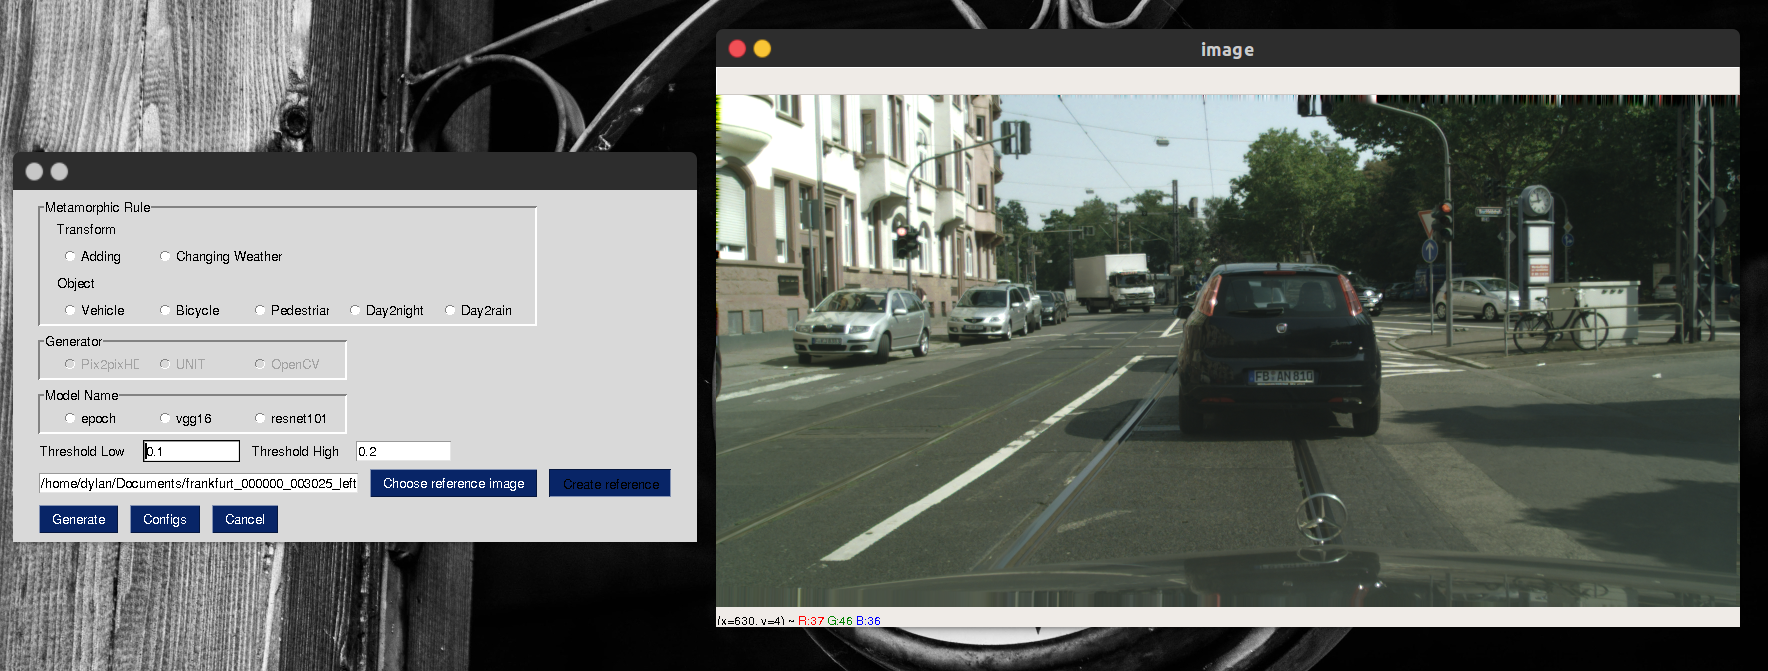 Metamorphic Rule
Transform
Adding Changing Weather
Object
Vehicle Bicycle Pedestriar Day2night Day2rain
Generator
Pix2pixHD UNIT OpenCV
Model Name
epoch vgg16 resnet101
Threshold Low 0.1 Threshold High 0.2
/home/dylan/Documents/frankfurt_000000_003025_left Choose reference image Create reference
Generate Configs Cancel
image
FB AN 810
(x=630, y=4) ~ R:37 G:46 B:36